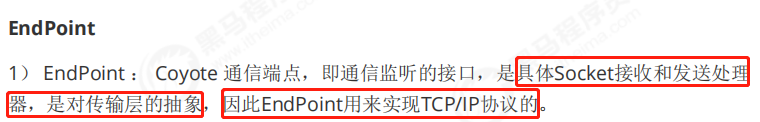 EndPoint
1） EndPoint ： Coyote 通信端点，即通信监听的接口，是具体Socket接收和发送处理
器，是对传输层的抽象，因此EndPoint用来实现TCP/IP协议的。